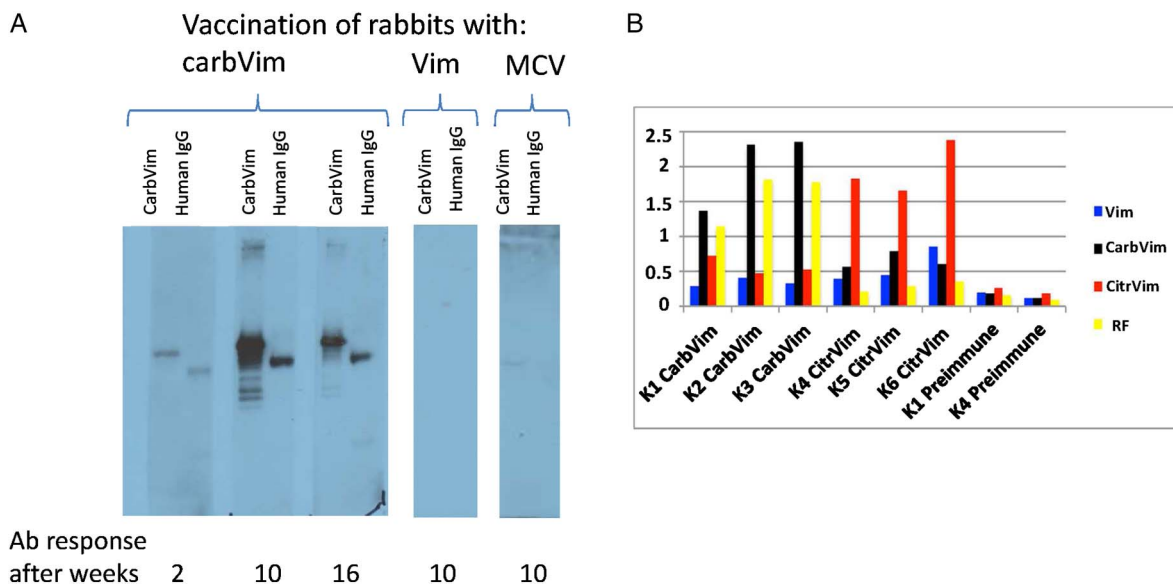 A
Vaccination of rabbits with:
carbVim
Vim
MCV
CarbVim
Human IgG
CarbVim
Human IgG
CarbVim
Human IgG
CarbVim
Human IgG
CarbVim
Human IgG
Ab response
after weeks 2 10 16 10 10
B
2.5
2
1.5
1
0.5
0
K1 CarbVim
K2 CarbVim
K3 CarbVim
K4 CitrVim
K5 CitrVim
K6 CitrVim
K1 Preimmune
K4 Preimmune
Vim
CarbVim
CitrVim
RF